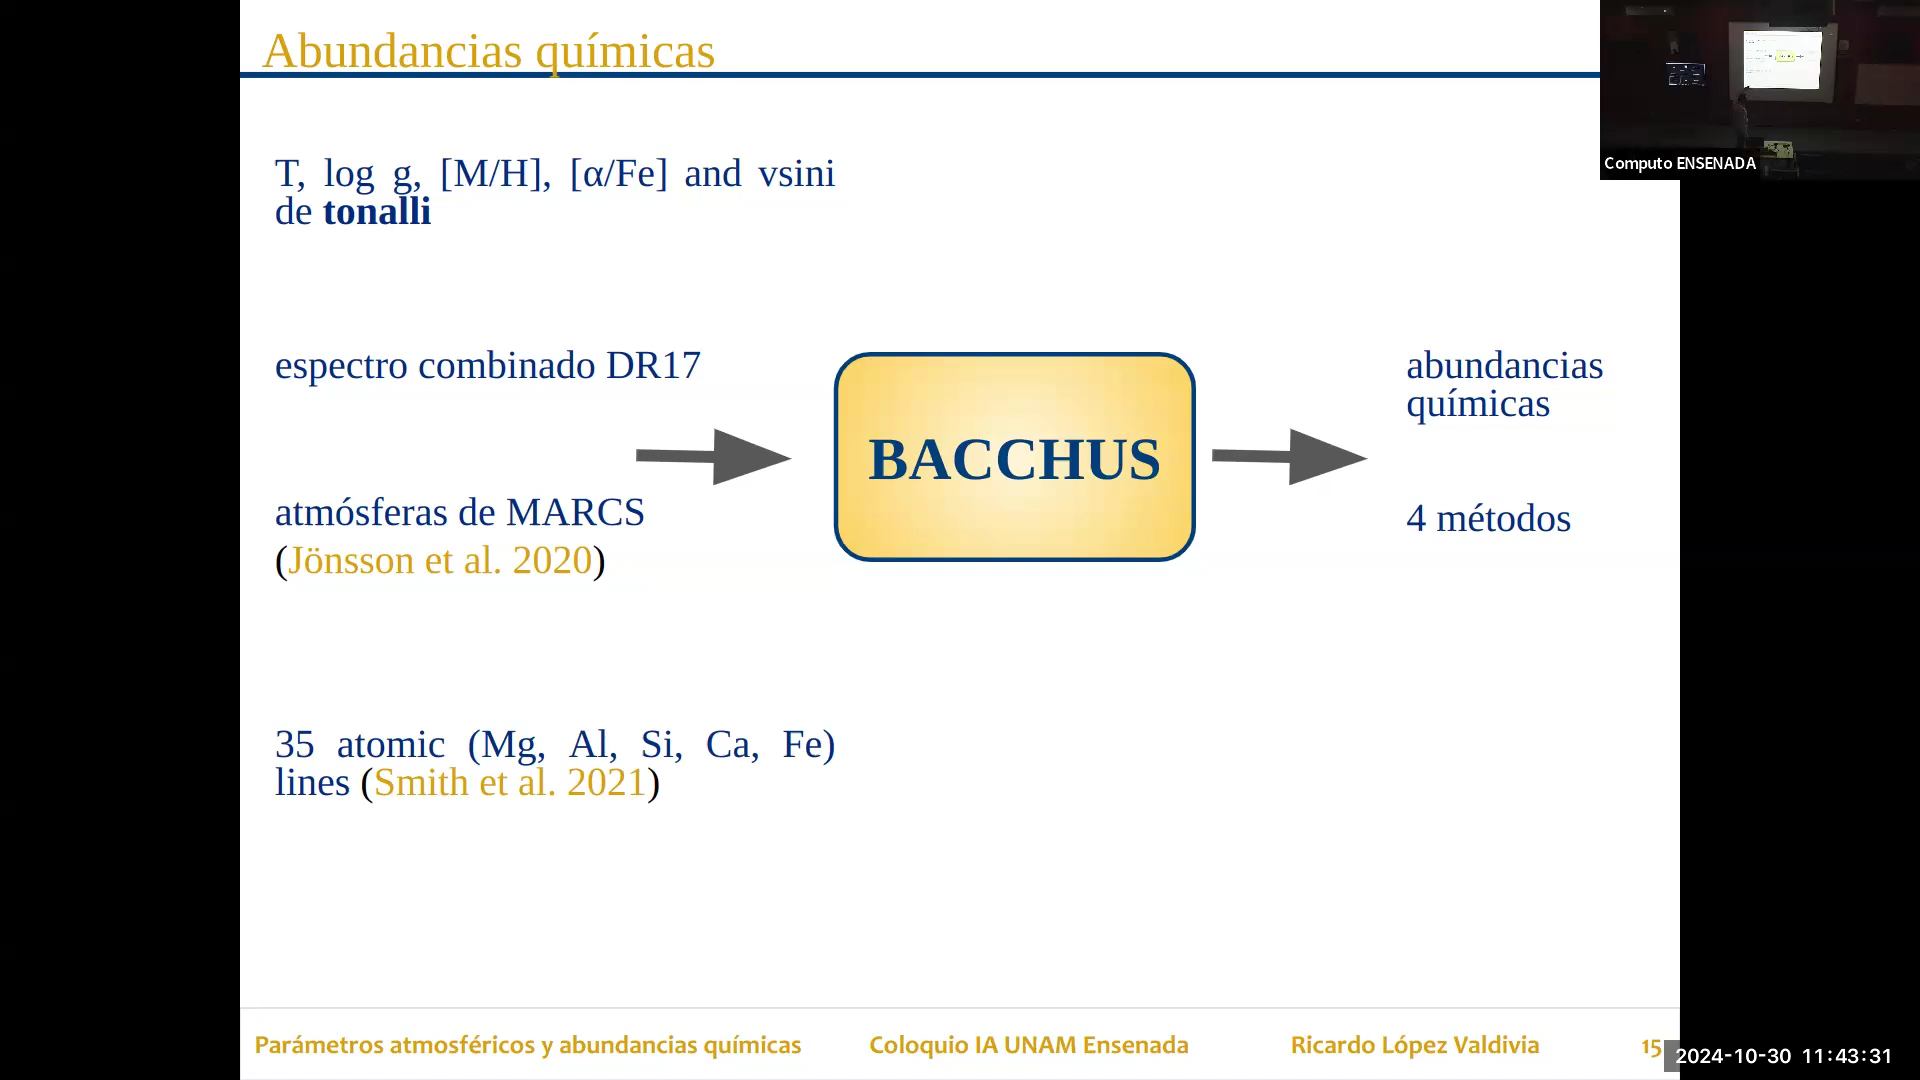 Abundancias químicas
T, log g, [M/H], [α/Fe] and vsini
de tonalli
espectro combinado DR17
atmósferas de MARCS
(Jönsson et al. 2020)
35 atomic (Mg, Al, Si, Ca, Fe)
lines (Smith et al. 2021)
BACCHUS
abundancias
químicas
4 métodos
Computo ENSENADA
Parámetros atmosféricos y abundancias químicas
Coloquio IA UNAM Ensenada
Ricardo López Valdivia
15
2024-10-30 11:43:31